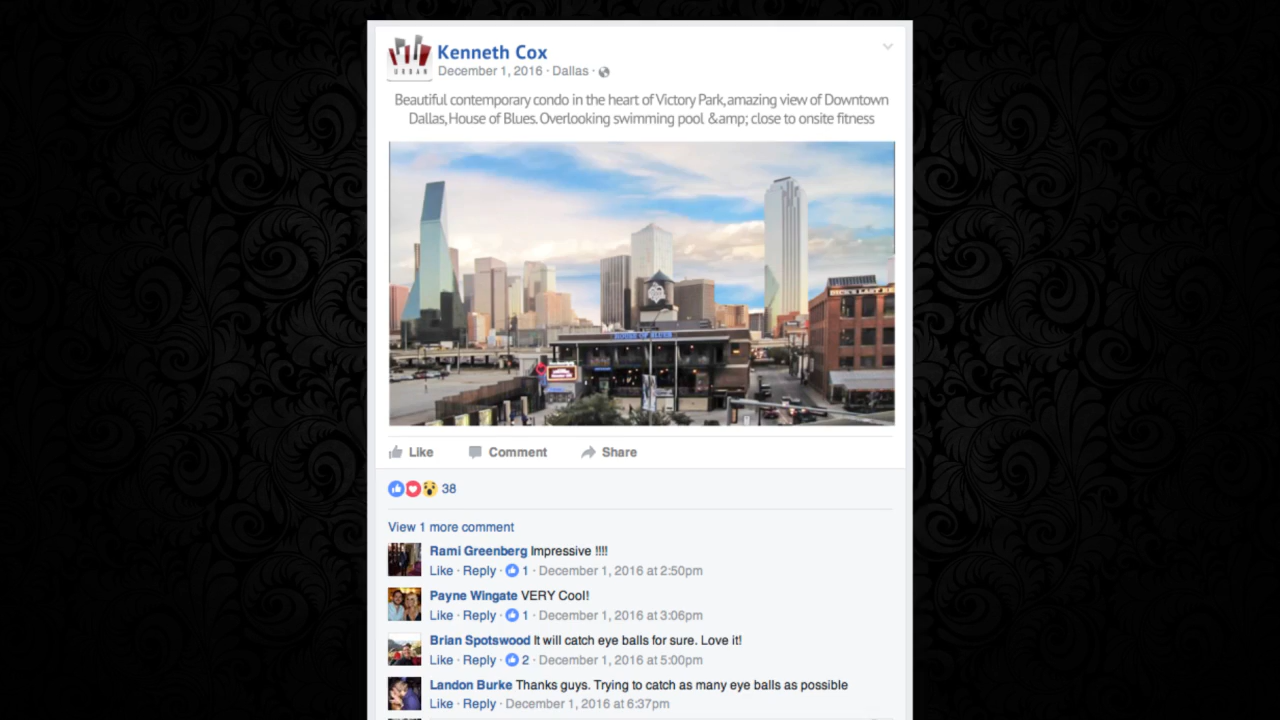 URBAN
Kenneth Cox
December 1, 2016 · Dallas ·
Beautiful contemporary condo in the heart of Victory Park, amazing view of Downtown
Dallas, House of Blues. Overlooking swimming pool &amp; close to onsite fitness
HOUSE OF BLUES
Like Comment Share
38
View 1 more comment
Rami Greenberg Impressive !!!!
Like · Reply · 1 · December 1, 2016 at 2:50pm
Payne Wingate VERY Cool!
Like · Reply · 1 · December 1, 2016 at 3:06pm
Brian Spotswood It will catch eye balls for sure. Love it!
Like · Reply · 2 · December 1, 2016 at 5:00pm
Landon Burke Thanks guys. Trying to catch as many eye balls as possible
Like · Reply · December 1, 2016 at 6:37pm